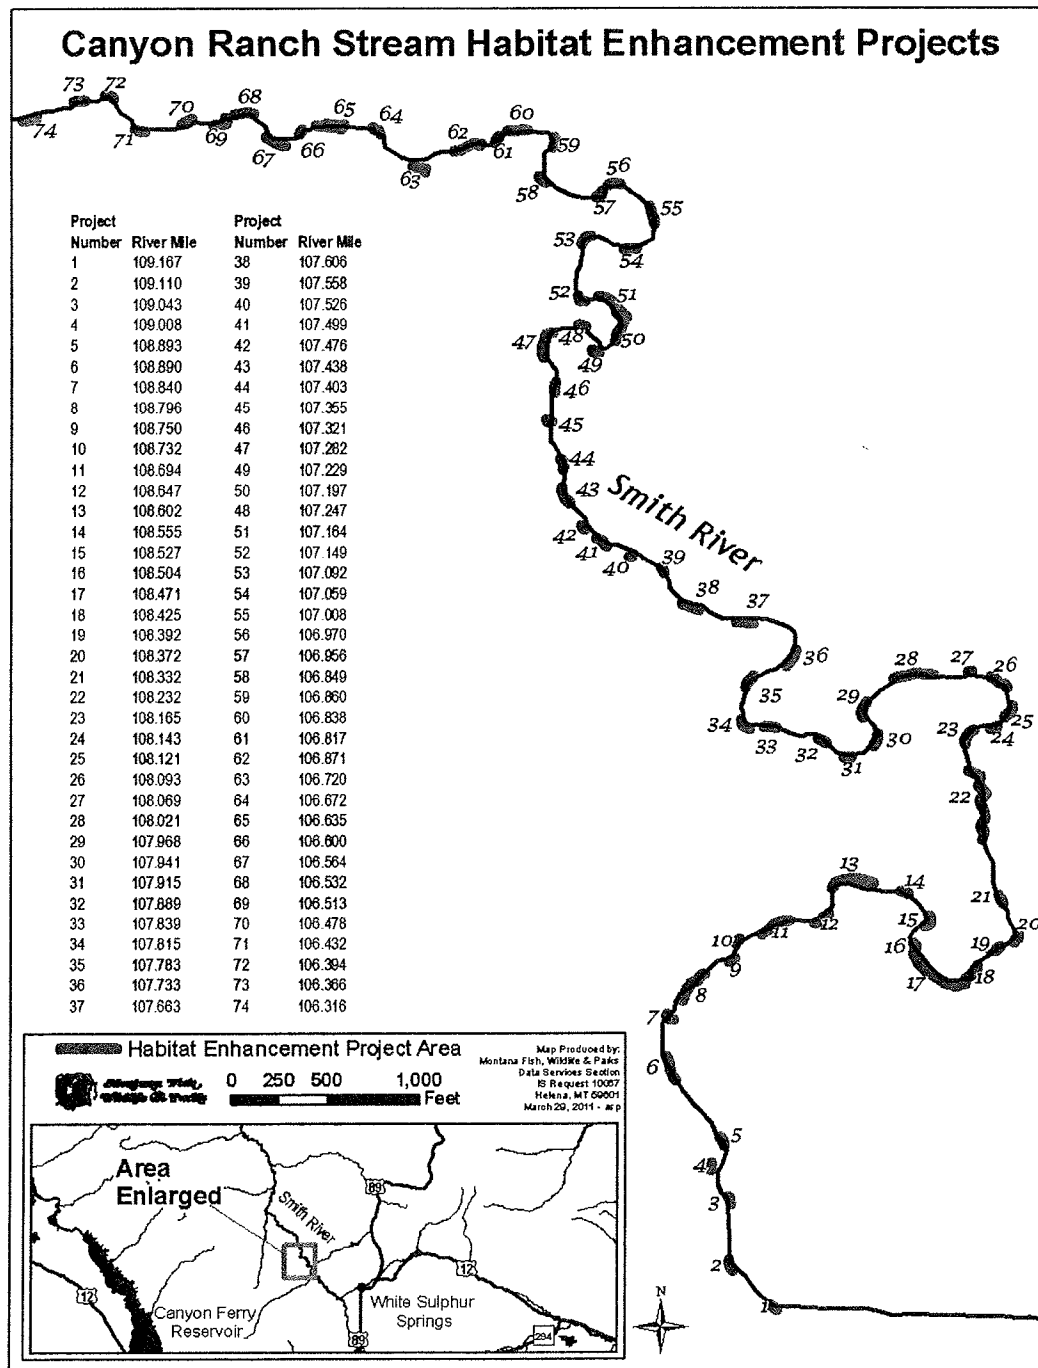 Canyon Ranch Stream Habitat Enhancement Projects
73
72
74
71
70
69
68
67
66
65
64
63
62
61
60
59
58
57
56
55
54
53
52
51
50
49
48
47
46
45
44
43
42
41
40
39
38
37
36
35
34
33
32
31
30
29
28
27
26
25
24
23
22
21
20
19
18
17
16
15
14
13
12
11
10
9
8
7
6
5
4
3
2
1
Smith River
Project Project
Number River Mile Number River Mile
1 109.167 38 107.606
2 109.110 39 107.558
3 109.043 40 107.526
4 109.008 41 107.499
5 108.893 42 107.476
6 108.890 43 107.438
7 108.840 44 107.403
8 108.796 45 107.355
9 108.750 46 107.321
10 108.732 47 107.282
11 108.694 49 107.229
12 108.647 50 107.197
13 108.602 48 107.247
14 108.555 51 107.164
15 108.527 52 107.149
16 108.504 53 107.092
17 108.471 54 107.059
18 108.425 55 107.008
19 108.392 56 106.970
20 108.372 57 106.956
21 108.332 58 106.849
22 108.232 59 106.860
23 108.165 60 106.838
24 108.143 61 106.817
25 108.121 62 106.871
26 108.093 63 106.720
27 108.069 64 106.672
28 108.021 65 106.635
29 107.968 66 106.600
30 107.941 67 106.564
31 107.915 68 106.532
32 107.889 69 106.513
33 107.839 70 106.478
34 107.815 71 106.432
35 107.783 72 106.394
36 107.733 73 106.366
37 107.663 74 106.316
Habitat Enhancement Project Area
Montana Fish,
Wildlife & Parks
0 250 500 1,000
Feet
Map Produced by:
Montana Fish, Wildlife & Parks
Data Services Section
IS Request 10067
Helena, MT 59601
March 29, 2011 - asp
Area
Enlarged
Smith River
89
12
12
Canyon Ferry
Reservoir
White Sulphur
Springs
89
294
N